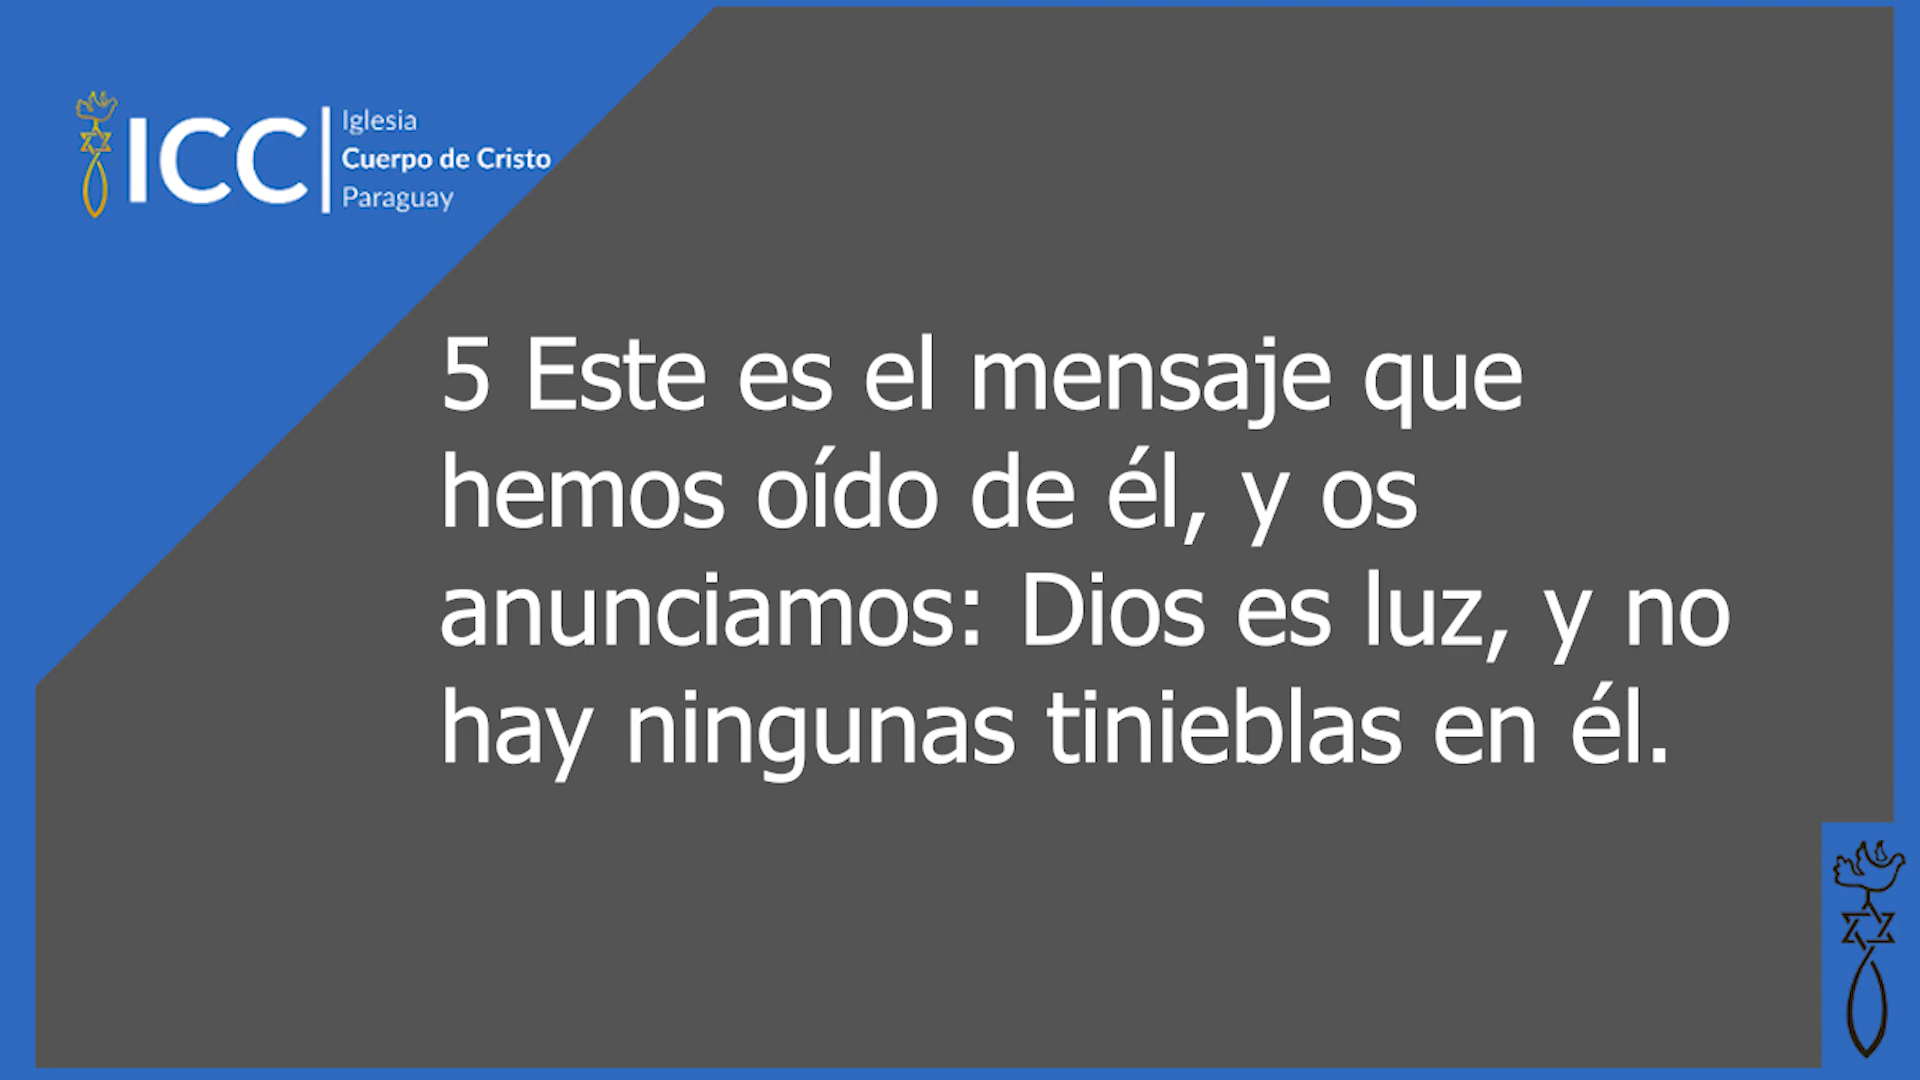 ICC
Iglesia
Cuerpo de Cristo
Paraguay
5 Este es el mensaje que
hemos oído de él, y os
anunciamos: Dios es luz, y no
hay ningunas tinieblas en él.